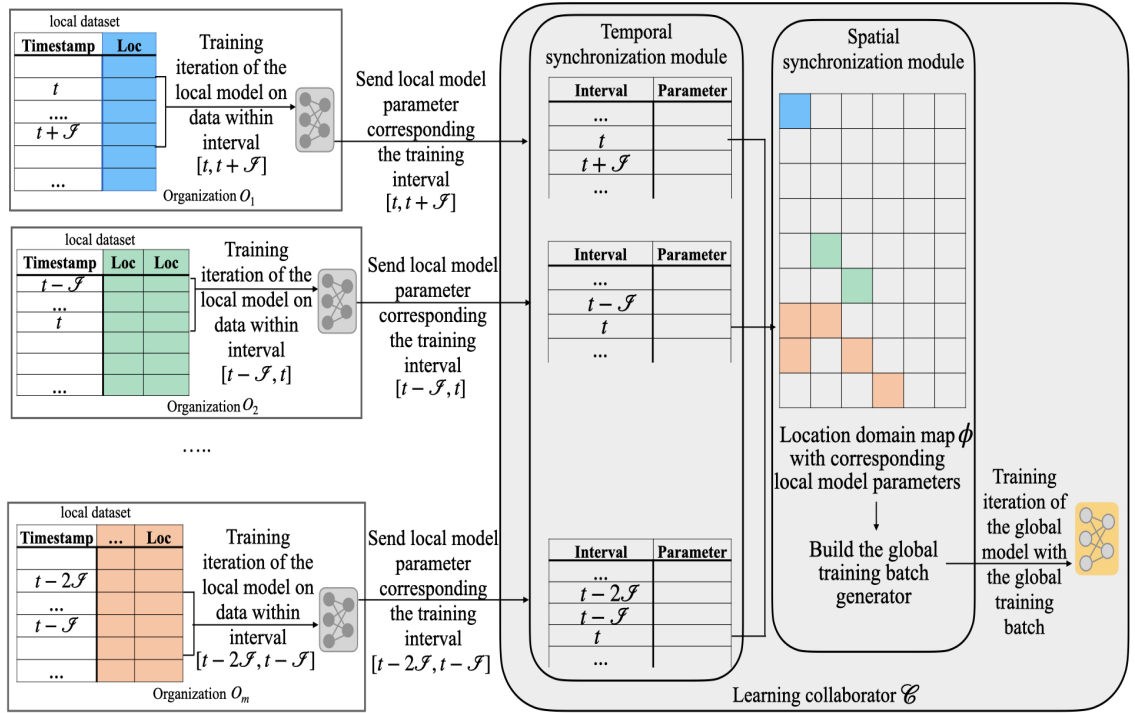 local dataset
Timestamp Loc
t
....
t + ℐ
...
Training
iteration of the
local model on
data within
interval
[t, t + ℐ]
Organization O₁
Send local model
parameter
corresponding
the training
interval
[t, t + ℐ]
local dataset
Timestamp Loc Loc
t − ℐ
...
t
...
Training
iteration of the
local model on
data within
interval
[t − ℐ, t]
Organization O₂
Send local model
parameter
corresponding
the training
interval
[t − ℐ, t]
.....
local dataset
Timestamp ... Loc
t − 2ℐ
...
t − ℐ
...
Training
iteration of the
local model on
data within
interval
[t − 2ℐ, t − ℐ]
Organization Oₘ
Send local model
parameter
corresponding
the training
interval
[t − 2ℐ, t − ℐ]
Temporal
synchronization module
Interval Parameter
...
t
t + ℐ
...
Interval Parameter
...
t − ℐ
t
...
Interval Parameter
...
t − 2ℐ
t − ℐ
t
...
Spatial
synchronization module
Location domain map ϕ
with corresponding
local model parameters
Build the global
training batch
generator
Training
iteration of
the global
model with
the global
training
batch
Learning collaborator 𝒞